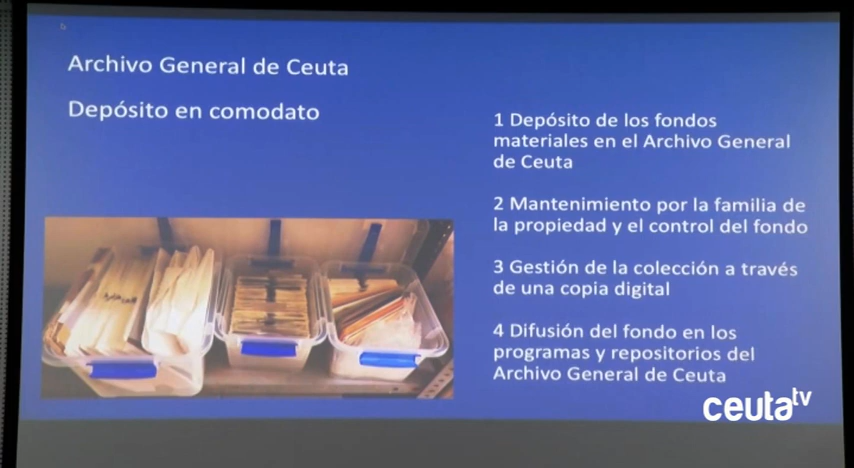 Archivo General de Ceuta
Depósito en comodato
1 Depósito de los fondos
materiales en el Archivo General
de Ceuta
2 Mantenimiento por la familia de
la propiedad y el control del fondo
3 Gestión de la colección a través
de una copia digital
4 Difusión del fondo en los
programas y repositorios del
Archivo General de Ceuta
ceutatv